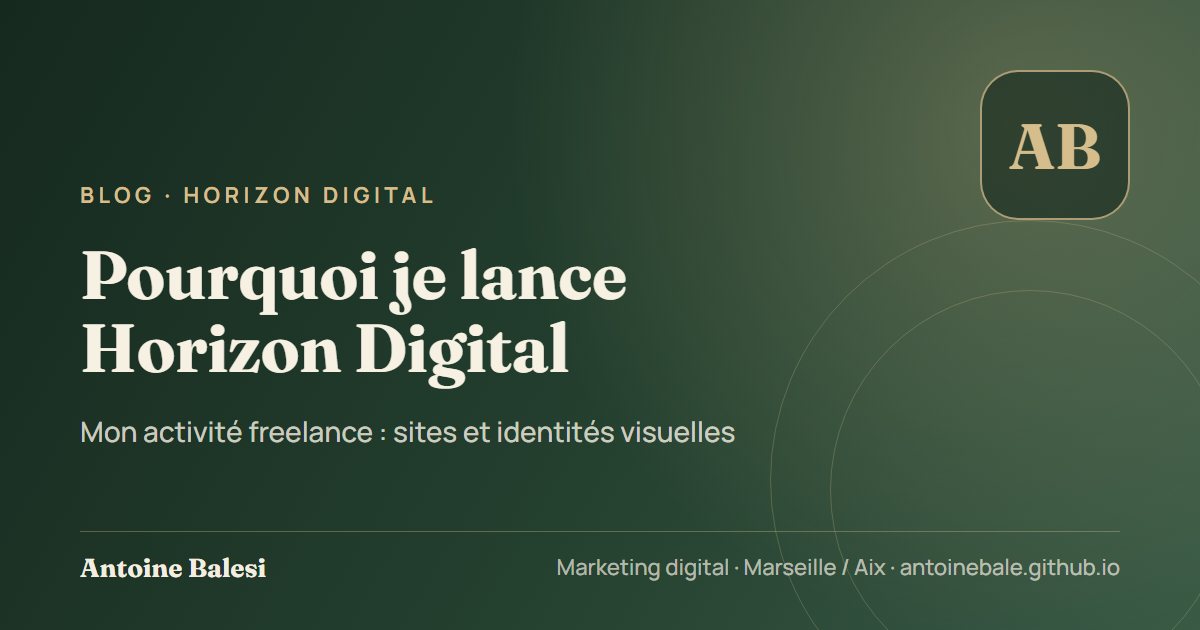 AB
BLOG · HORIZON DIGITAL
Pourquoi je lance
Horizon Digital
Mon activité freelance : sites et identités visuelles
Antoine Balesi
Marketing digital · Marseille / Aix · antoinebale.github.io